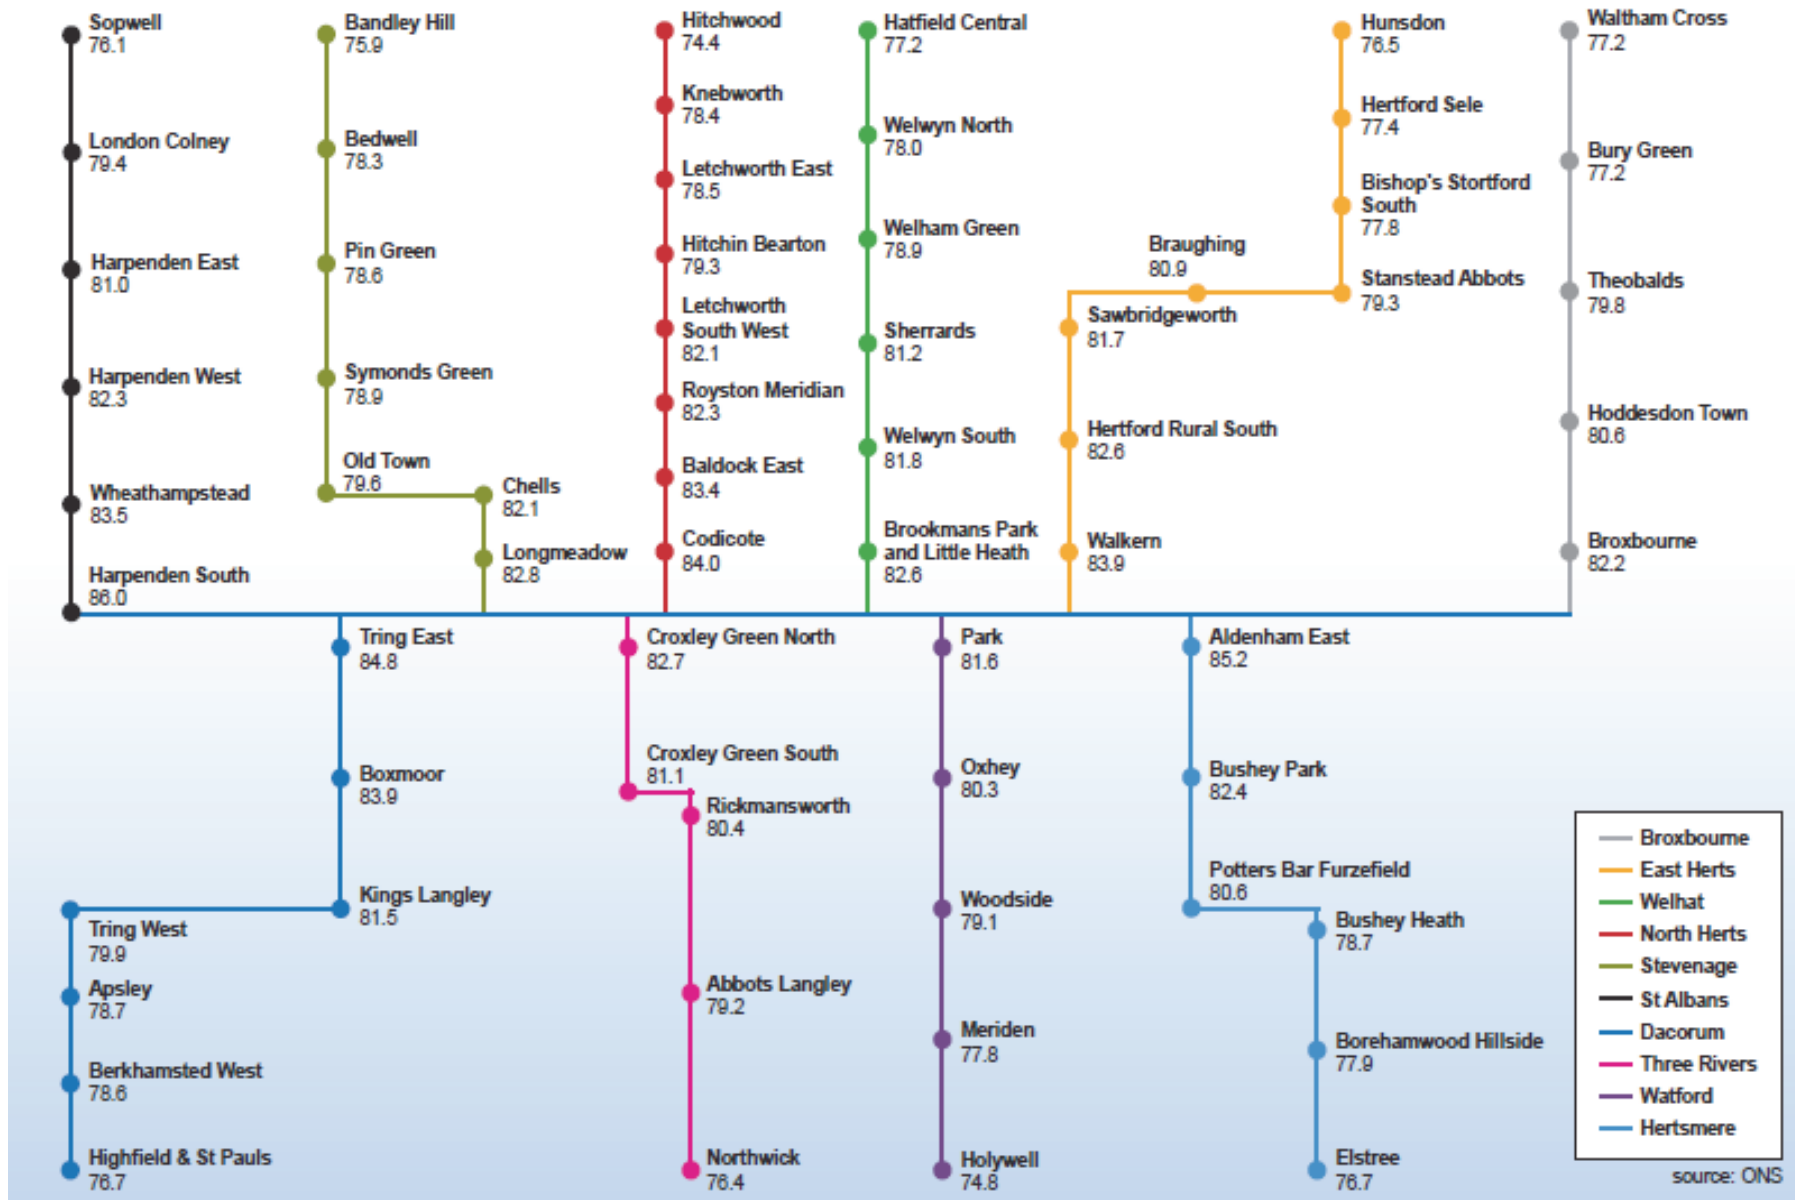 Sopwell
76.1
London Colney
79.4
Harpenden East
81.0
Harpenden West
82.3
Wheathampstead
83.5
Harpenden South
86.0
Bandley Hill
75.9
Bedwell
78.3
Pin Green
78.6
Symonds Green
78.9
Old Town
79.6
Chells
82.1
Longmeadow
82.8
Hitchwood
74.4
Knebworth
78.4
Letchworth East
78.5
Hitchin Bearton
79.3
Letchworth
South West
82.1
Royston Meridian
82.3
Baldock East
83.4
Codicote
84.0
Hatfield Central
77.2
Welwyn North
78.0
Welham Green
78.9
Sherrards
81.2
Welwyn South
81.8
Brookmans Park
and Little Heath
82.6
Hunsdon
76.5
Hertford Sele
77.4
Bishop's Stortford
South
77.8
Stanstead Abbots
79.3
Braughing
80.9
Sawbridgeworth
81.7
Hertford Rural South
82.6
Walkern
83.9
Waltham Cross
77.2
Bury Green
77.2
Theobalds
79.8
Hoddesdon Town
80.6
Broxbourne
82.2
Tring East
84.8
Boxmoor
83.9
Kings Langley
81.5
Tring West
79.9
Apsley
78.7
Berkhamsted West
78.6
Highfield & St Pauls
76.7
Croxley Green North
82.7
Croxley Green South
81.1
Rickmansworth
80.4
Abbots Langley
79.2
Northwick
76.4
Park
81.6
Oxhey
80.3
Woodside
79.1
Meriden
77.8
Holywell
74.8
Aldenham East
85.2
Bushey Park
82.4
Potters Bar Furzefield
80.6
Bushey Heath
78.7
Borehamwood Hillside
77.9
Elstree
76.7
Broxbourne
East Herts
Welhat
North Herts
Stevenage
St Albans
Dacorum
Three Rivers
Watford
Hertsmere
source: ONS